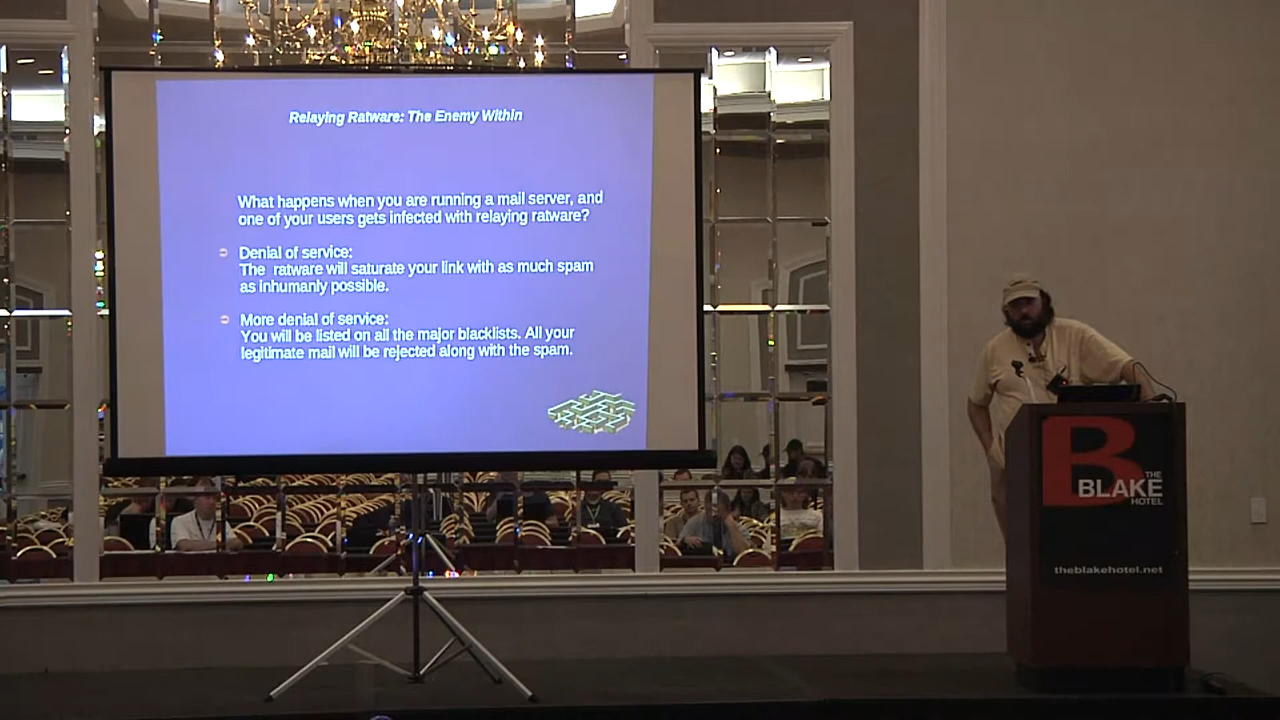 Relaying Ratware: The Enemy Within
What happens when you are running a mail server, and
one of your users gets infected with relaying ratware?
Denial of service:
The ratware will saturate your link with as much spam
as inhumanly possible.
More denial of service:
You will be listed on all the major blacklists. All your
legitimate mail will be rejected along with the spam.
B
THE
BLAKE
HOTEL
theblakehotel.net